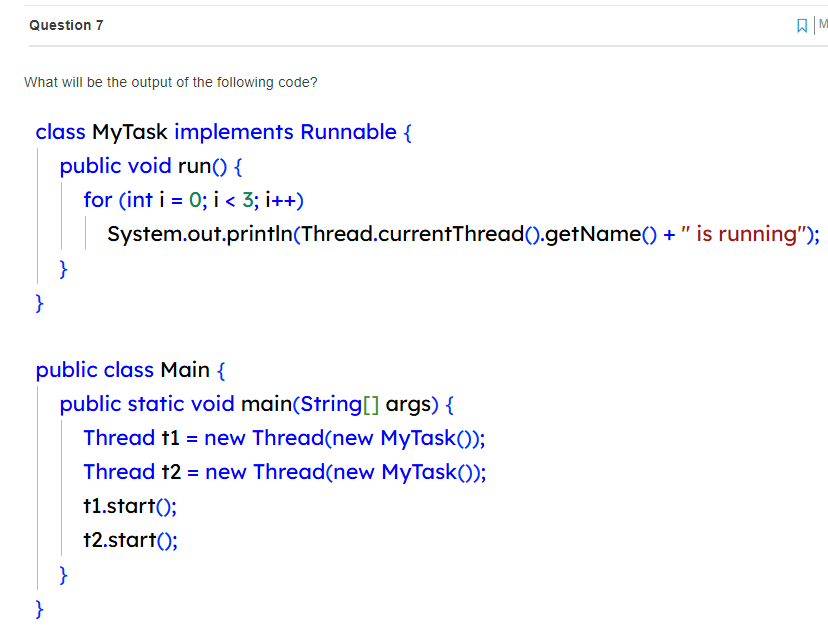 Question 7
M
What will be the output of the following code?
class MyTask implements Runnable {
public void run() {
for (int i = 0; i < 3; i++)
System.out.println(Thread.currentThread().getName() + " is running");
}
}
public class Main {
public static void main(String[] args) {
Thread t1 = new Thread(new MyTask());
Thread t2 = new Thread(new MyTask());
t1.start();
t2.start();
}
}